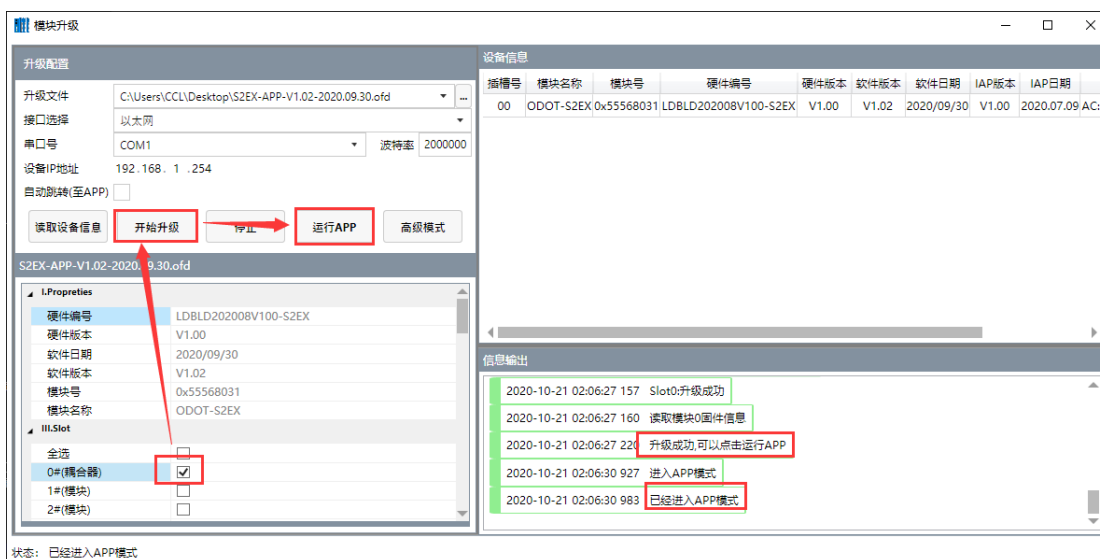 模块升级
升级配置
升级文件 C:\Users\CCL\Desktop\S2EX-APP-V1.02-2020.09.30.ofd ...
接口选择 以太网
串口号 COM1 波特率 2000000
设备IP地址 192.168. 1 .254
自动跳转(至APP)
读取设备信息 开始升级 停止 运行APP 高级模式
S2EX-APP-V1.02-2020.09.30.ofd
I.Propreties
硬件编号 LDBLD202008V100-S2EX
硬件版本 V1.00
软件日期 2020/09/30
软件版本 V1.02
模块号 0x55568031
模块名称 ODOT-S2EX
III.Slot
全选
0#(耦合器)
1#(模块)
2#(模块)
设备信息
插槽号 模块名称 模块号 硬件编号 硬件版本 软件版本 软件日期 IAP版本 IAP日期
00 ODOT-S2EX 0x55568031 LDBLD202008V100-S2EX V1.00 V1.02 2020/09/30 V1.00 2020.07.09 AC:
信息输出
2020-10-21 02:06:27 157 Slot0:升级成功
2020-10-21 02:06:27 160 读取模块0固件信息
2020-10-21 02:06:27 220 升级成功,可以点击运行APP
2020-10-21 02:06:30 927 进入APP模式
2020-10-21 02:06:30 983 已经进入APP模式
状态: 已经进入APP模式